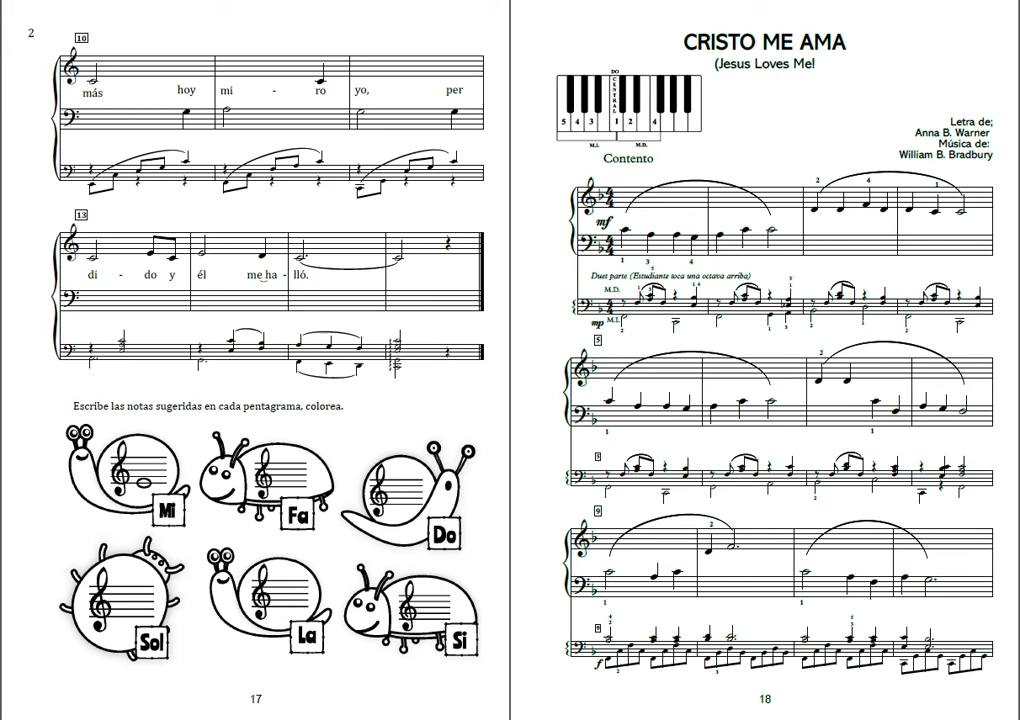 2
10
más hoy mi - ro yo, per
13
di - do y él me ha - lló.
Escribe las notas sugeridas en cada pentagrama, colorea.
Mi
Fa
Do
Sol
La
Si
17
CRISTO ME AMA
(Jesus Loves Me!
DO
CENTRAL
5 4 3 1 2 4
M.I. M.D.
Letra de;
Anna B. Warner
Música de:
William B. Bradbury
Contento
mf
Duet parte (Estudiante toca una octava arriba)
M.D.
mp M.I.
5
9
f
18